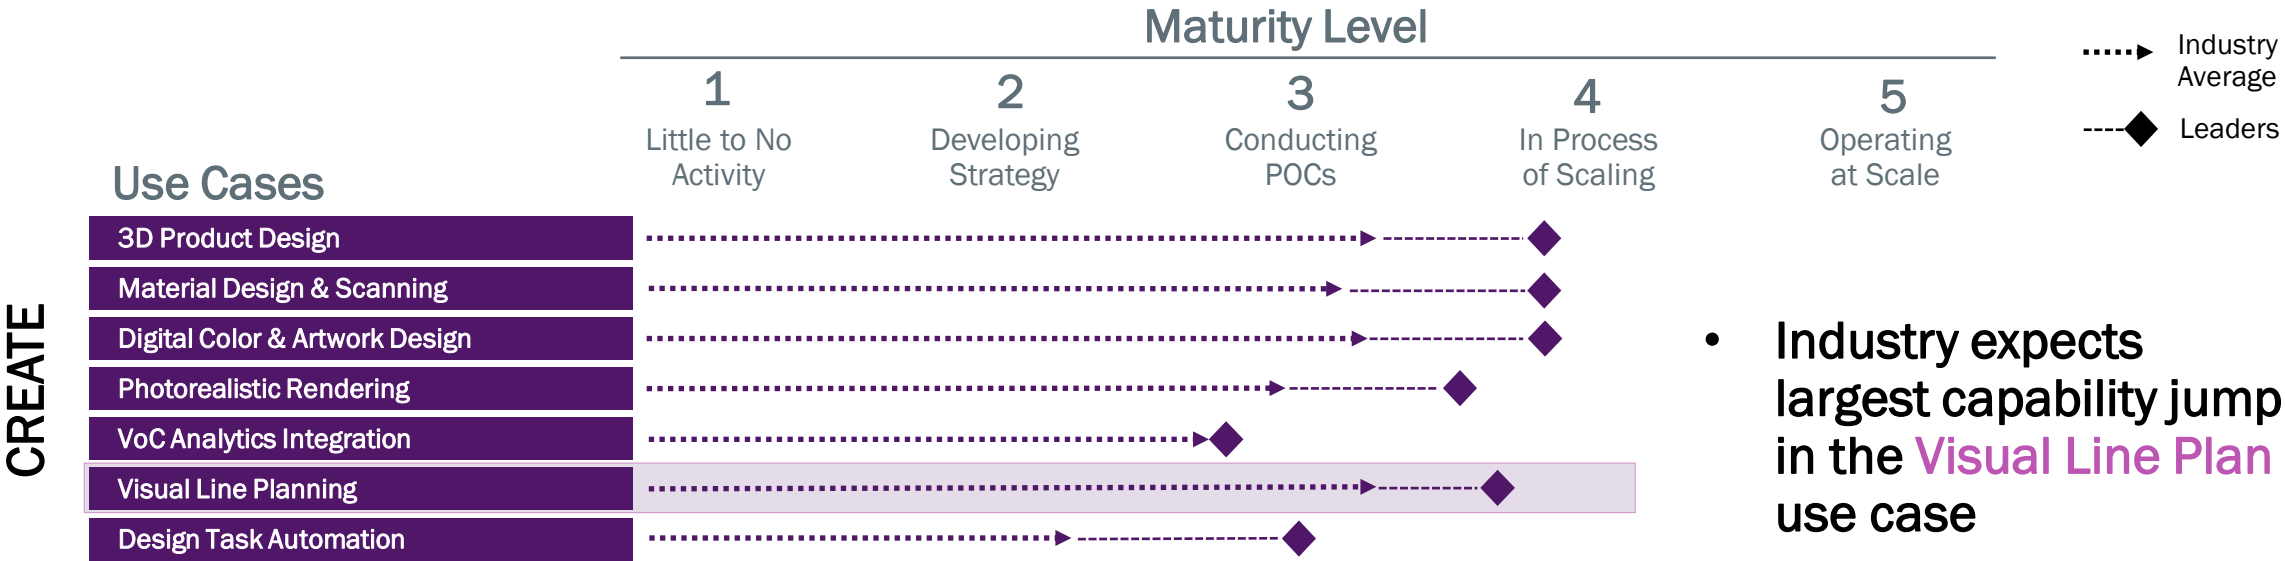 Maturity Level
Industry
Average
Leaders
1
2
3
4
5
Little to No
Activity
Developing
Strategy
Conducting
POCs
In Process
of Scaling
Operating
at Scale
Use Cases
CREATE
3D Product Design
Material Design & Scanning
Digital Color & Artwork Design
Photorealistic Rendering
VoC Analytics Integration
Visual Line Planning
Design Task Automation
• Industry expects
largest capability jump
in the Visual Line Plan
use case